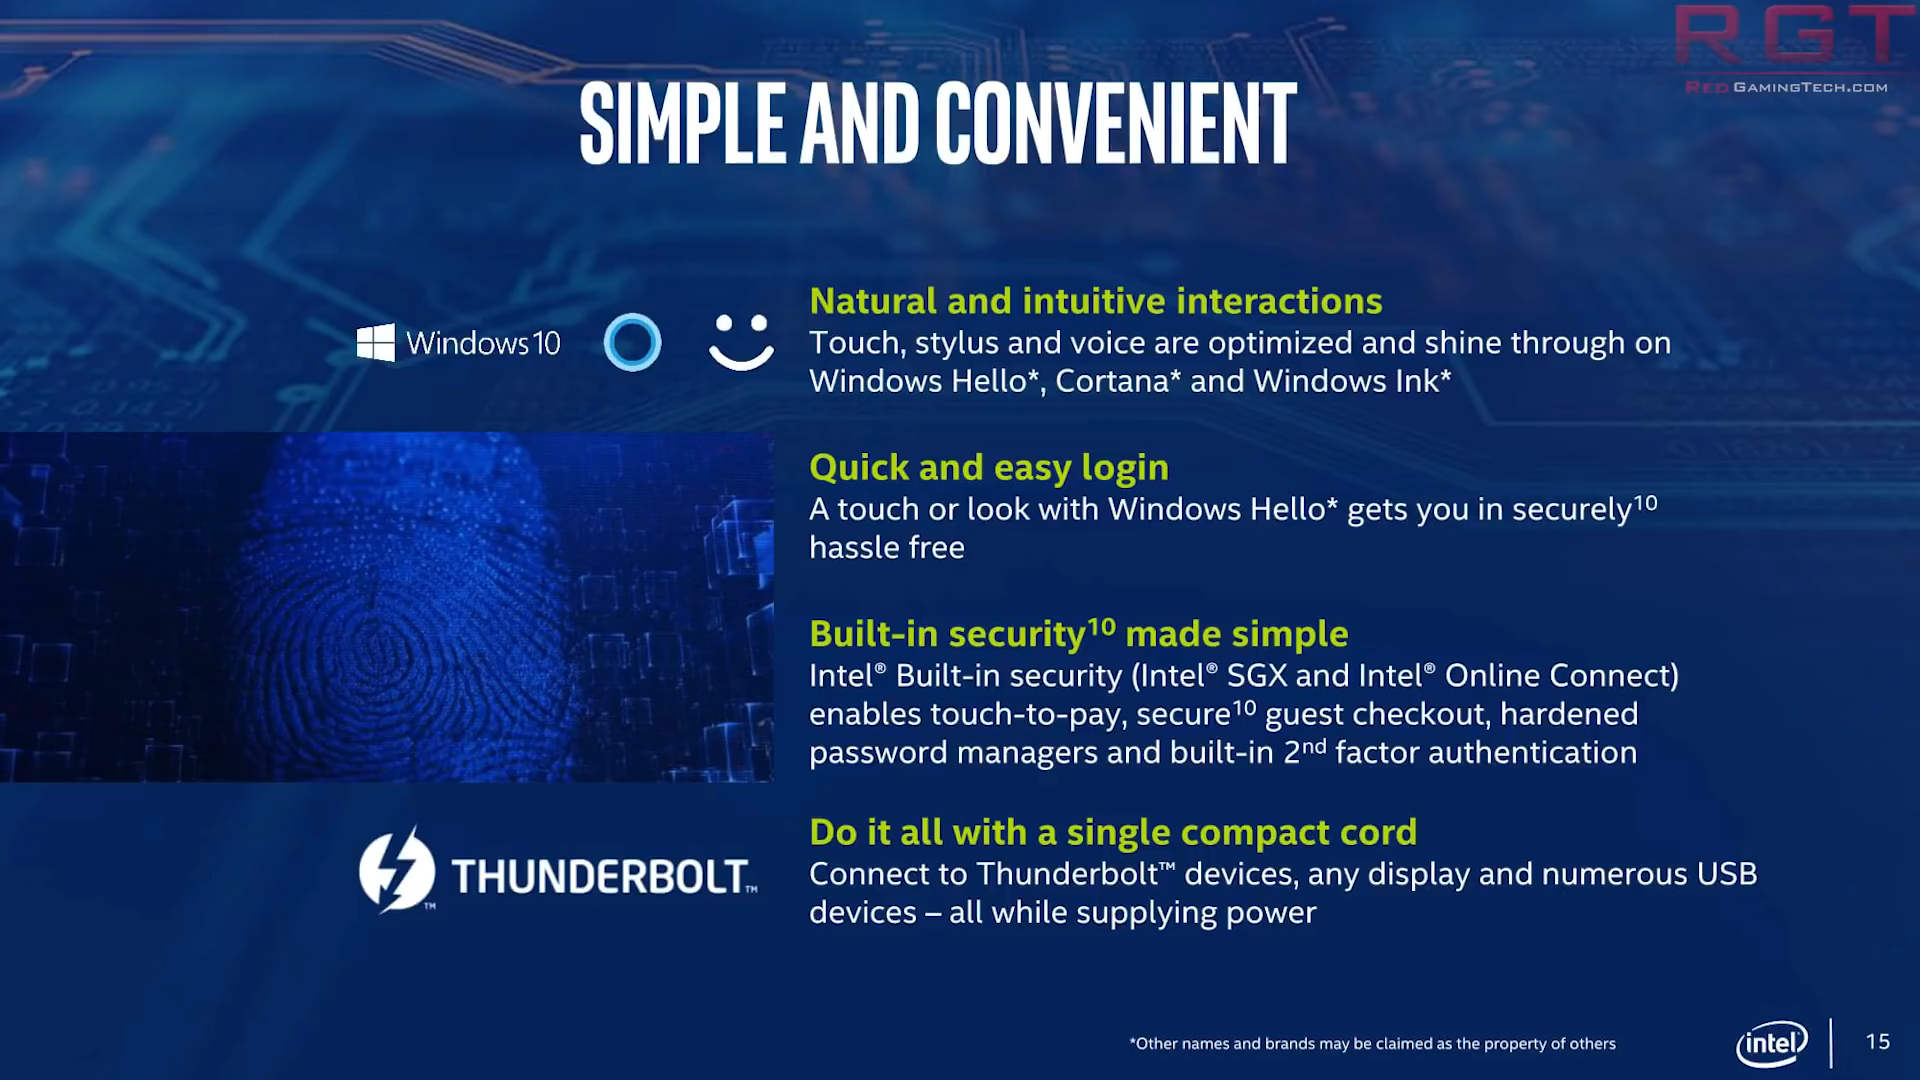 RGT
RED GAMINGTECH.COM
SIMPLE AND CONVENIENT
Windows 10
Natural and intuitive interactions
Touch, stylus and voice are optimized and shine through on
Windows Hello*, Cortana* and Windows Ink*
Quick and easy login
A touch or look with Windows Hello* gets you in securely¹⁰
hassle free
Built-in security¹⁰ made simple
Intel® Built-in security (Intel® SGX and Intel® Online Connect)
enables touch-to-pay, secure¹⁰ guest checkout, hardened
password managers and built-in 2ⁿᵈ factor authentication
THUNDERBOLT™
Do it all with a single compact cord
Connect to Thunderbolt™ devices, any display and numerous USB
devices – all while supplying power
*Other names and brands may be claimed as the property of others
intel
15